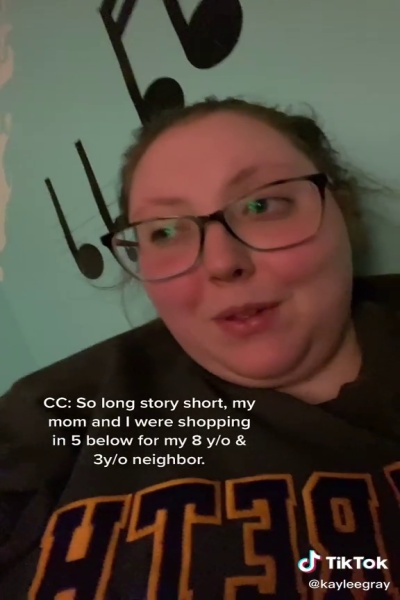 CC: So long story short, my
mom and I were shopping
in 5 below for my 8 y/o &
3y/o neighbor.
TikTok
@kayleegray